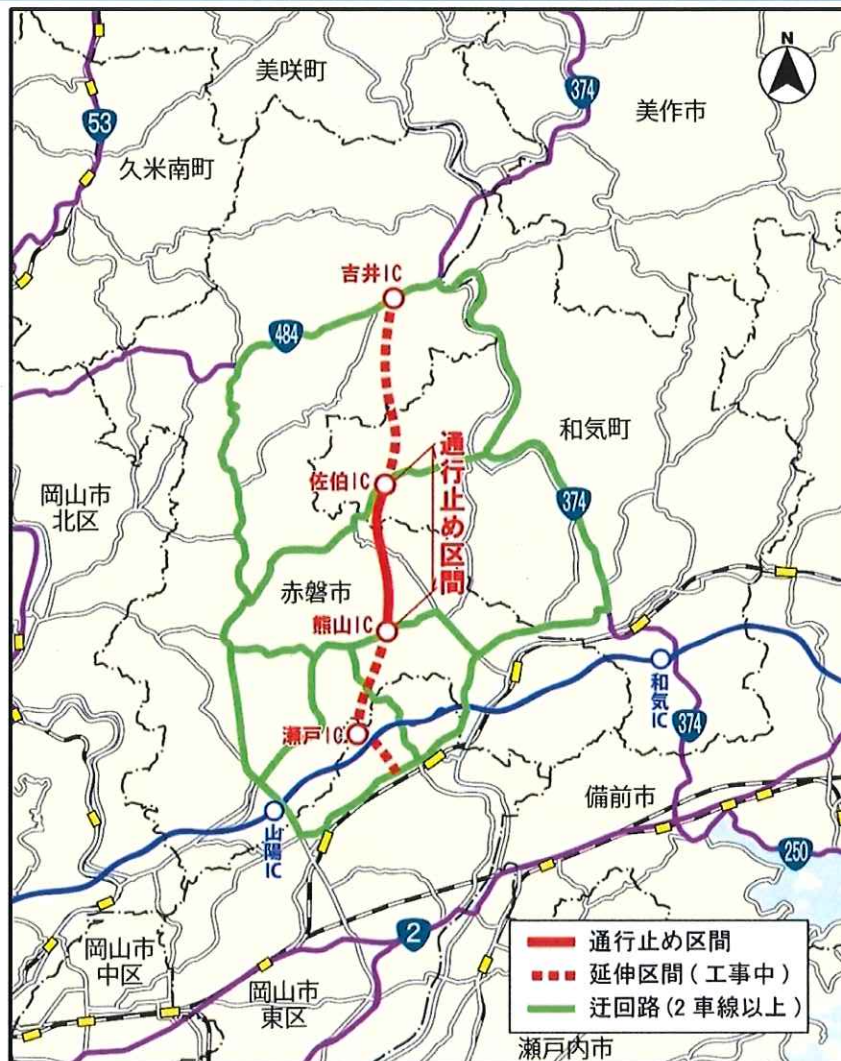 美咲町
N
374
美作市
53
久米南町
吉井IC
484
通行止め区間
和気町
佐伯IC
岡山市
北区
374
赤磐市
熊山IC
和気IC
瀬戸IC
374
備前市
山陽IC
250
2
岡山市
中区
岡山市
東区
通行止め区間
延伸区間(工事中)
迂回路(2車線以上)
瀬戸内市